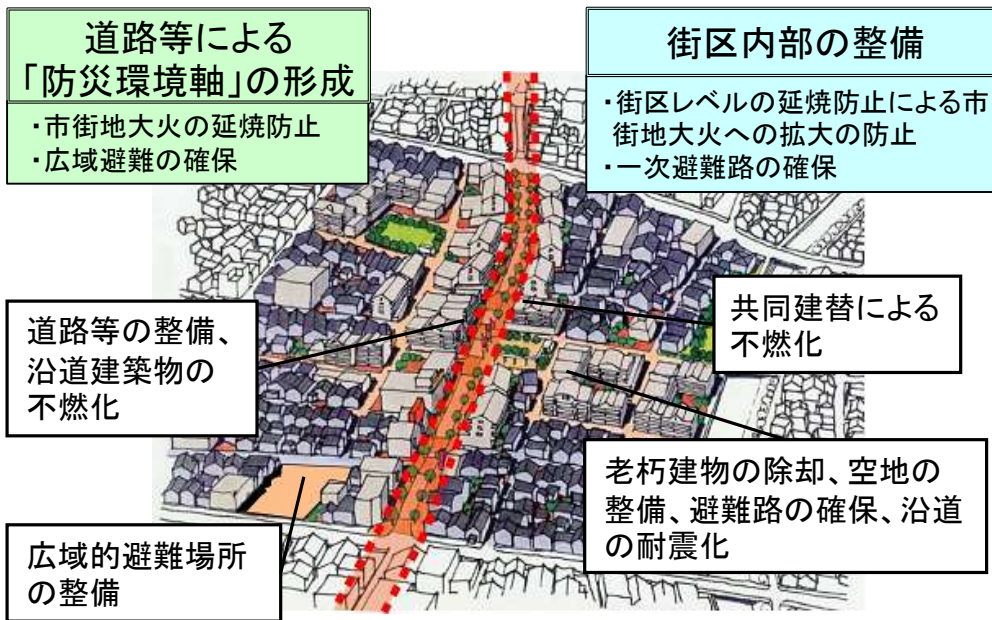 道路等による
「防災環境軸」の形成
・市街地大火の延焼防止
・広域避難の確保
街区内部の整備
・街区レベルの延焼防止による市
街地大火への拡大の防止
・一次避難路の確保
道路等の整備、
沿道建築物の
不燃化
共同建替による
不燃化
老朽建物の除却、空地の
整備、避難路の確保、沿道
の耐震化
広域的避難場所
の整備